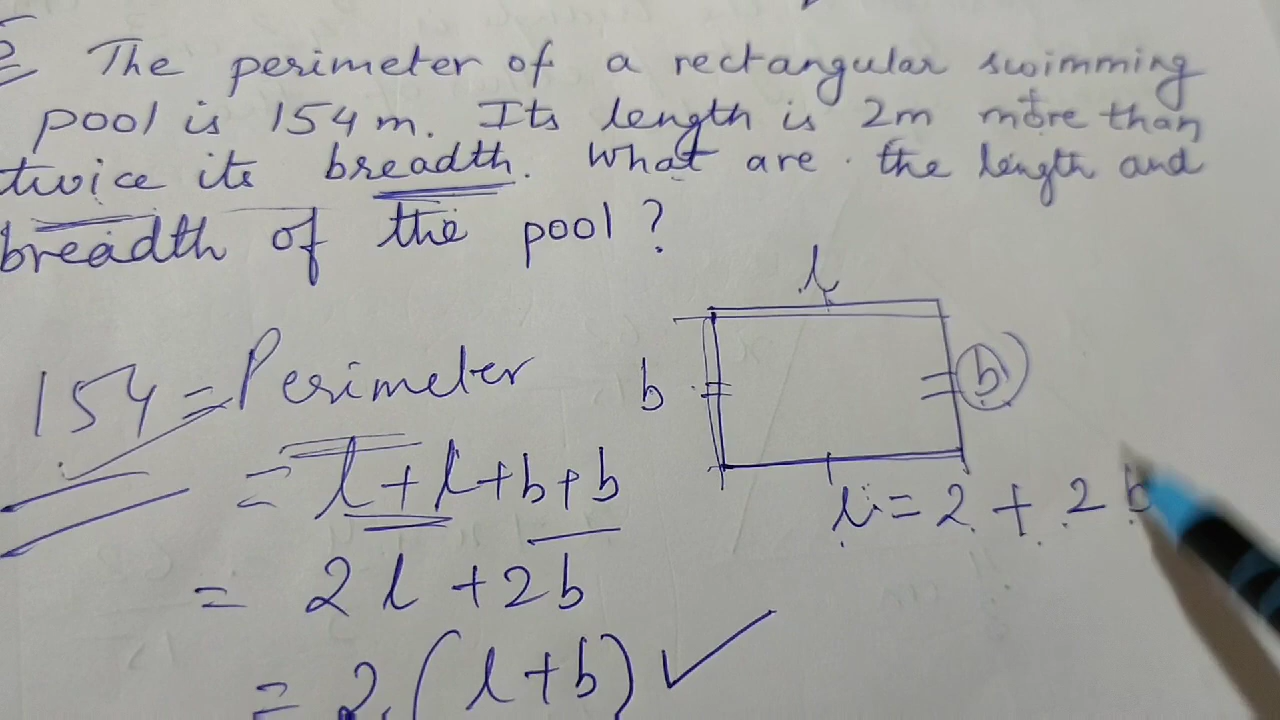 The perimeter of a rectangular swimming
pool is 154 m. Its length is 2m more than
twice its breadth. What are the length and
breadth of the pool?
l
154 = Perimeter
b
b
= l + l + b + b
l = 2 + 2b
= 2l + 2b
= 2(l+b) ✓